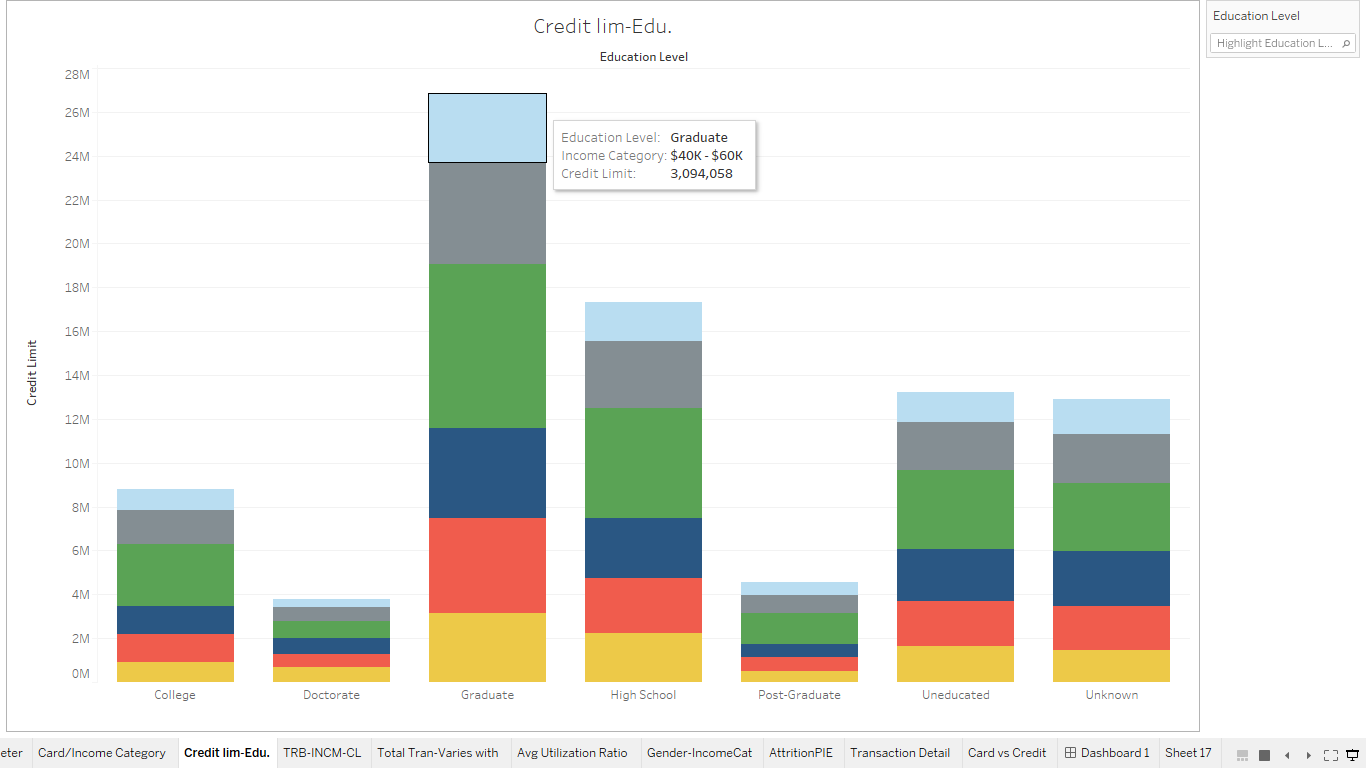 Credit lim-Edu.
Education Level
Education Level
Highlight Education L...
28M
26M
24M
22M
20M
18M
16M
14M
12M
10M
8M
6M
4M
2M
0M
Credit Limit
Education Level: Graduate
Income Category: $40K - $60K
Credit Limit: 3,094,058
College Doctorate Graduate High School Post-Graduate Uneducated Unknown
eter Card/Income Category Credit lim-Edu. TRB-INCM-CL Total Tran-Varies with Avg Utilization Ratio Gender-IncomeCat AttritionPIE Transaction Detail Card vs Credit Dashboard 1 Sheet 17